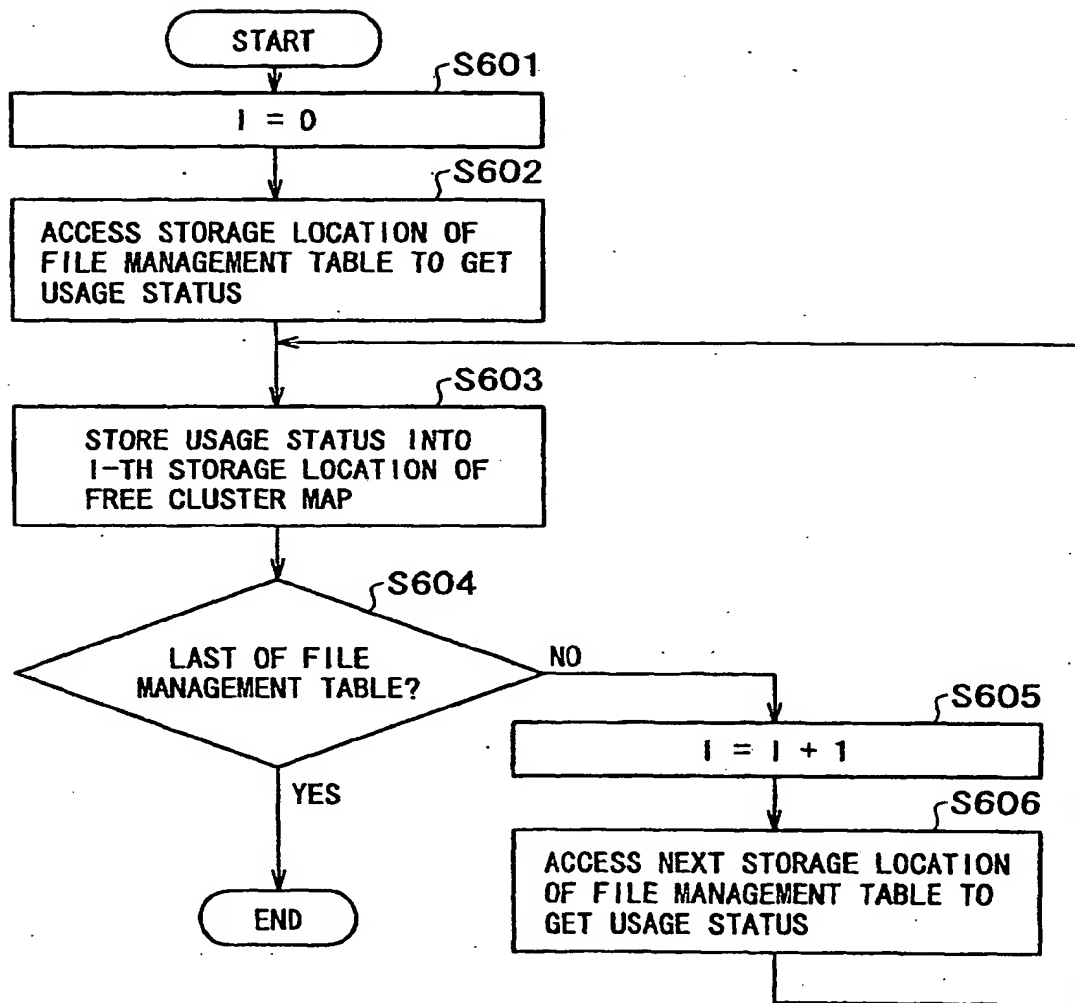 START
S601
I = 0
S602
ACCESS STORAGE LOCATION OF
FILE MANAGEMENT TABLE TO GET
USAGE STATUS
S603
STORE USAGE STATUS INTO
I-TH STORAGE LOCATION OF
FREE CLUSTER MAP
S604
LAST OF FILE
MANAGEMENT TABLE?
NO
YES
END
S605
I = I + 1
S606
ACCESS NEXT STORAGE LOCATION
OF FILE MANAGEMENT TABLE TO
GET USAGE STATUS